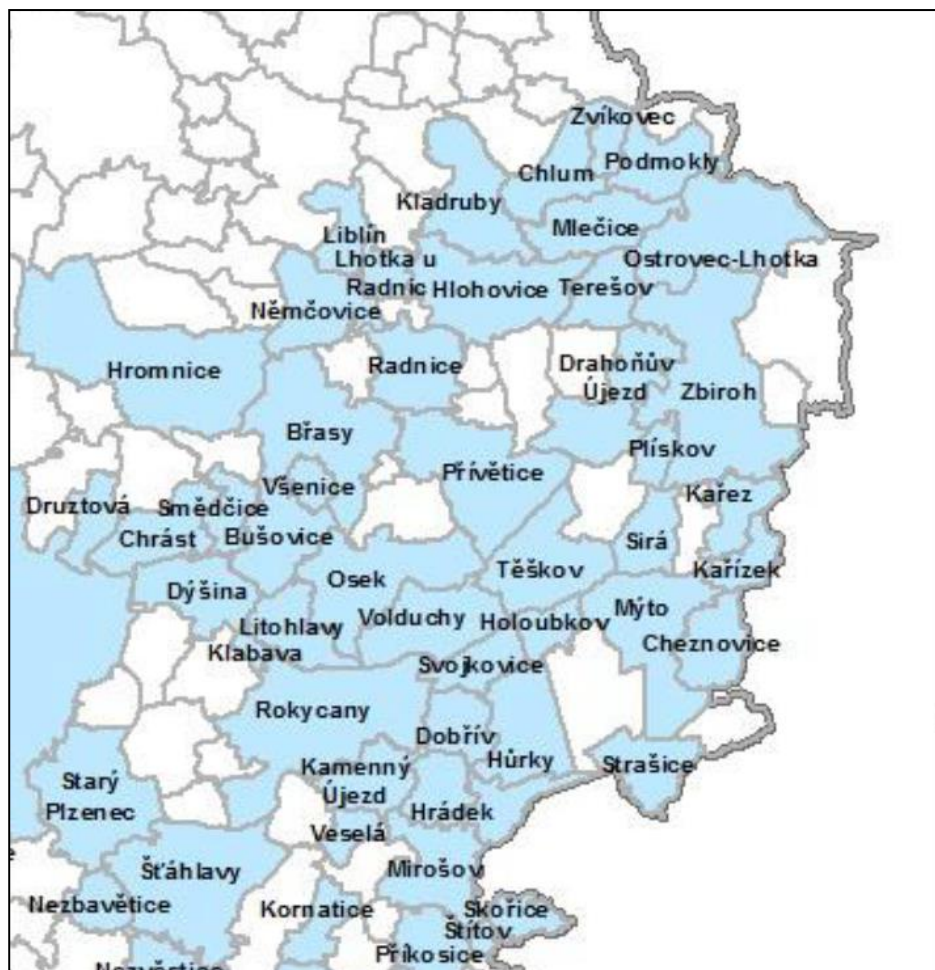 Zvíkovec
Podmokly
Chlum
Kladruby
Mlečice
Liblín
Ostrovec-Lhotka
Lhotka u
Radnic
Hlohovice
Terešov
Němčovice
Hromnice
Radnice
Drahoňův
Újezd
Zbiroh
Břasy
Plískov
Přívětice
Všenice
Kařez
Druztová
Smědčice
Chrást
Bušovice
Sirá
Kařízek
Osek
Těškov
Dýšina
Litohlavy
Volduchy
Holoubkov
Mýto
Cheznovice
Klabava
Svojkovice
Rokycany
Dobřív
Hůrky
Strašice
Kamenný
Újezd
Starý
Plzenec
Hrádek
Veselá
Šťáhlavy
Mirošov
Nezbavětice
Kornatice
Skořice
Štítov
Příkosice
Nezvěstice